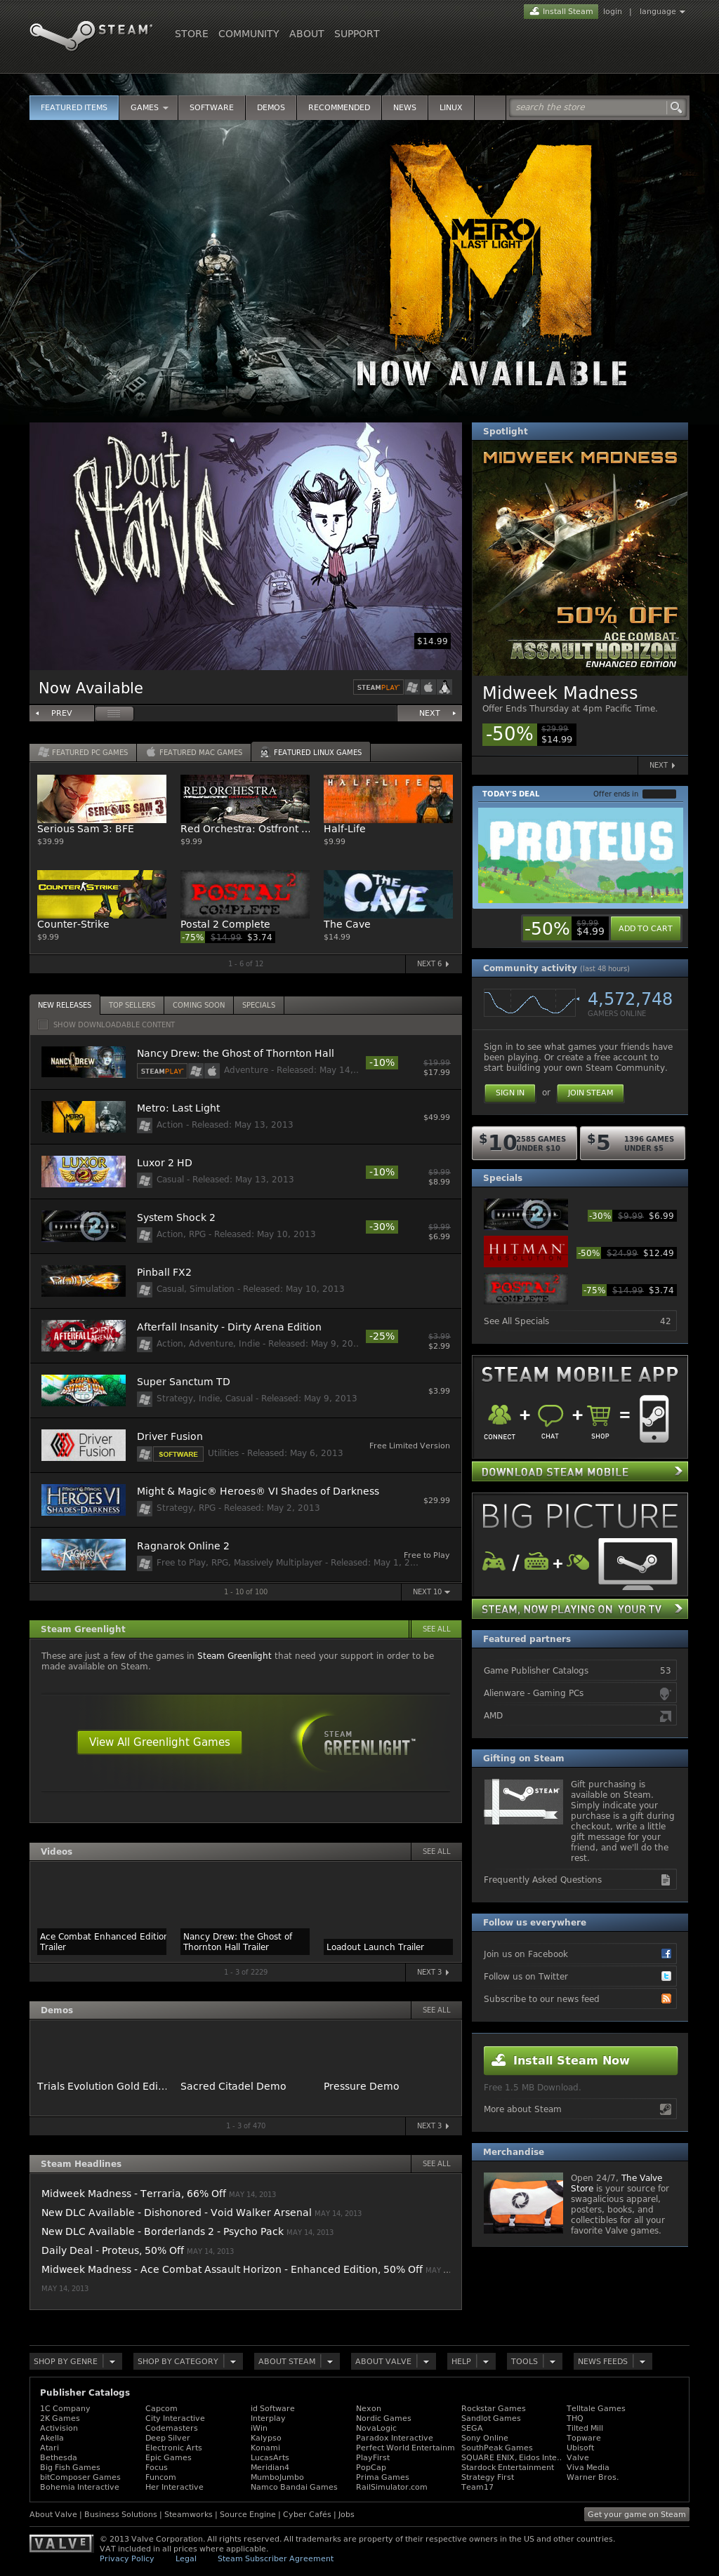 Install Steam login | language
STEAM
STORE COMMUNITY ABOUT SUPPORT
FEATURED ITEMS GAMES SOFTWARE DEMOS RECOMMENDED NEWS LINUX search the store
METRO
LAST LIGHT
NOW AVAILABLE
Don't Starve
$14.99
Now Available
STEAMPLAY
PREV NEXT
Spotlight
MIDWEEK MADNESS
50% OFF
ACE COMBAT
ASSAULT HORIZON
ENHANCED EDITION
Midweek Madness
Offer Ends Thursday at 4pm Pacific Time.
-50% $29.99 $14.99
NEXT
FEATURED PC GAMES FEATURED MAC GAMES FEATURED LINUX GAMES
SERIOUS SAM 3 RED ORCHESTRA HALF-LIFE
Serious Sam 3: BFE Red Orchestra: Ostfront ... Half-Life
$39.99 $9.99 $9.99
COUNTER-STRIKE POSTAL 2 COMPLETE THE CAVE
Counter-Strike Postal 2 Complete The Cave
$9.99 -75% $14.99 $3.74 $14.99
1 - 6 of 12 NEXT 6
TODAY'S DEAL Offer ends in
PROTEUS
-50% $9.99 $4.99 ADD TO CART
Community activity (last 48 hours)
4,572,748
GAMERS ONLINE
Sign in to see what games your friends have
been playing. Or create a free account to
start building your own Steam Community.
SIGN IN or JOIN STEAM
$10 2585 GAMES UNDER $10 $5 1396 GAMES UNDER $5
NEW RELEASES TOP SELLERS COMING SOON SPECIALS
SHOW DOWNLOADABLE CONTENT
NANCY DREW
Nancy Drew: the Ghost of Thornton Hall
STEAMPLAY Adventure - Released: May 14,... -10% $19.99 $17.99
Metro: Last Light
Action - Released: May 13, 2013 $49.99
LUXOR 2 HD
Luxor 2 HD
Casual - Released: May 13, 2013 -10% $9.99 $8.99
System Shock 2
Action, RPG - Released: May 10, 2013 -30% $9.99 $6.99
Pinball FX2
Casual, Simulation - Released: May 10, 2013
AFTERFALL
Afterfall Insanity - Dirty Arena Edition
Action, Adventure, Indie - Released: May 9, 20.. -25% $3.99 $2.99
Super Sanctum TD
Strategy, Indie, Casual - Released: May 9, 2013 $3.99
Driver Fusion
Driver Fusion
SOFTWARE Utilities - Released: May 6, 2013 Free Limited Version
HEROES VI
SHADES OF DARKNESS
Might & Magic® Heroes® VI Shades of Darkness
Strategy, RPG - Released: May 2, 2013 $29.99
RAGNAROK
Ragnarok Online 2
Free to Play, RPG, Massively Multiplayer - Released: May 1, 2... Free to Play
1 - 10 of 100 NEXT 10
Specials
-30% $9.99 $6.99
HITMAN -50% $24.99 $12.49
POSTAL 2 COMPLETE -75% $14.99 $3.74
See All Specials 42
STEAM MOBILE APP
CONNECT + CHAT + SHOP =
DOWNLOAD STEAM MOBILE
BIG PICTURE
/ +
STEAM, NOW PLAYING ON YOUR TV
Steam Greenlight SEE ALL
These are just a few of the games in Steam Greenlight that need your support in order to be
made available on Steam.
View All Greenlight Games STEAM GREENLIGHT™
Featured partners
Game Publisher Catalogs 53
Alienware - Gaming PCs
AMD
Gifting on Steam
STEAM
Gift purchasing is
available on Steam.
Simply indicate your
purchase is a gift during
checkout, write a little
gift message for your
friend, and we'll do the
rest.
Frequently Asked Questions
Videos SEE ALL
Ace Combat Enhanced Edition Trailer
Nancy Drew: the Ghost of Thornton Hall Trailer
Loadout Launch Trailer
1 - 3 of 2229 NEXT 3
Follow us everywhere
Join us on Facebook
Follow us on Twitter
Subscribe to our news feed
Demos SEE ALL
Trials Evolution Gold Edi... Sacred Citadel Demo Pressure Demo
1 - 3 of 470 NEXT 3
Install Steam Now
Free 1.5 MB Download.
More about Steam
Steam Headlines SEE ALL
Midweek Madness - Terraria, 66% Off MAY 14, 2013
New DLC Available - Dishonored - Void Walker Arsenal MAY 14, 2013
New DLC Available - Borderlands 2 - Psycho Pack MAY 14, 2013
Daily Deal - Proteus, 50% Off MAY 14, 2013
Midweek Madness - Ace Combat Assault Horizon - Enhanced Edition, 50% Off MAY ...
MAY 14, 2013
Merchandise
Open 24/7, The Valve
Store is your source for
swagalicious apparel,
posters, books, and
collectibles for all your
favorite Valve games.
SHOP BY GENRE SHOP BY CATEGORY ABOUT STEAM ABOUT VALVE HELP TOOLS NEWS FEEDS
Publisher Catalogs
1C Company Capcom id Software Nexon Rockstar Games Telltale Games
2K Games City Interactive Interplay Nordic Games Sandlot Games THQ
Activision Codemasters iWin NovaLogic SEGA Tilted Mill
Akella Deep Silver Kalypso Paradox Interactive Sony Online Topware
Atari Electronic Arts Konami Perfect World Entertainm SouthPeak Games Ubisoft
Bethesda Epic Games LucasArts PlayFirst SQUARE ENIX, Eidos Inte.. Valve
Big Fish Games Focus Meridian4 PopCap Stardock Entertainment Viva Media
bitComposer Games Funcom MumboJumbo Prima Games Strategy First Warner Bros.
Bohemia Interactive Her Interactive Namco Bandai Games RailSimulator.com Team17
About Valve | Business Solutions | Steamworks | Source Engine | Cyber Cafés | Jobs Get your game on Steam
VALVE
© 2013 Valve Corporation. All rights reserved. All trademarks are property of their respective owners in the US and other countries.
VAT included in all prices where applicable.
Privacy Policy Legal Steam Subscriber Agreement